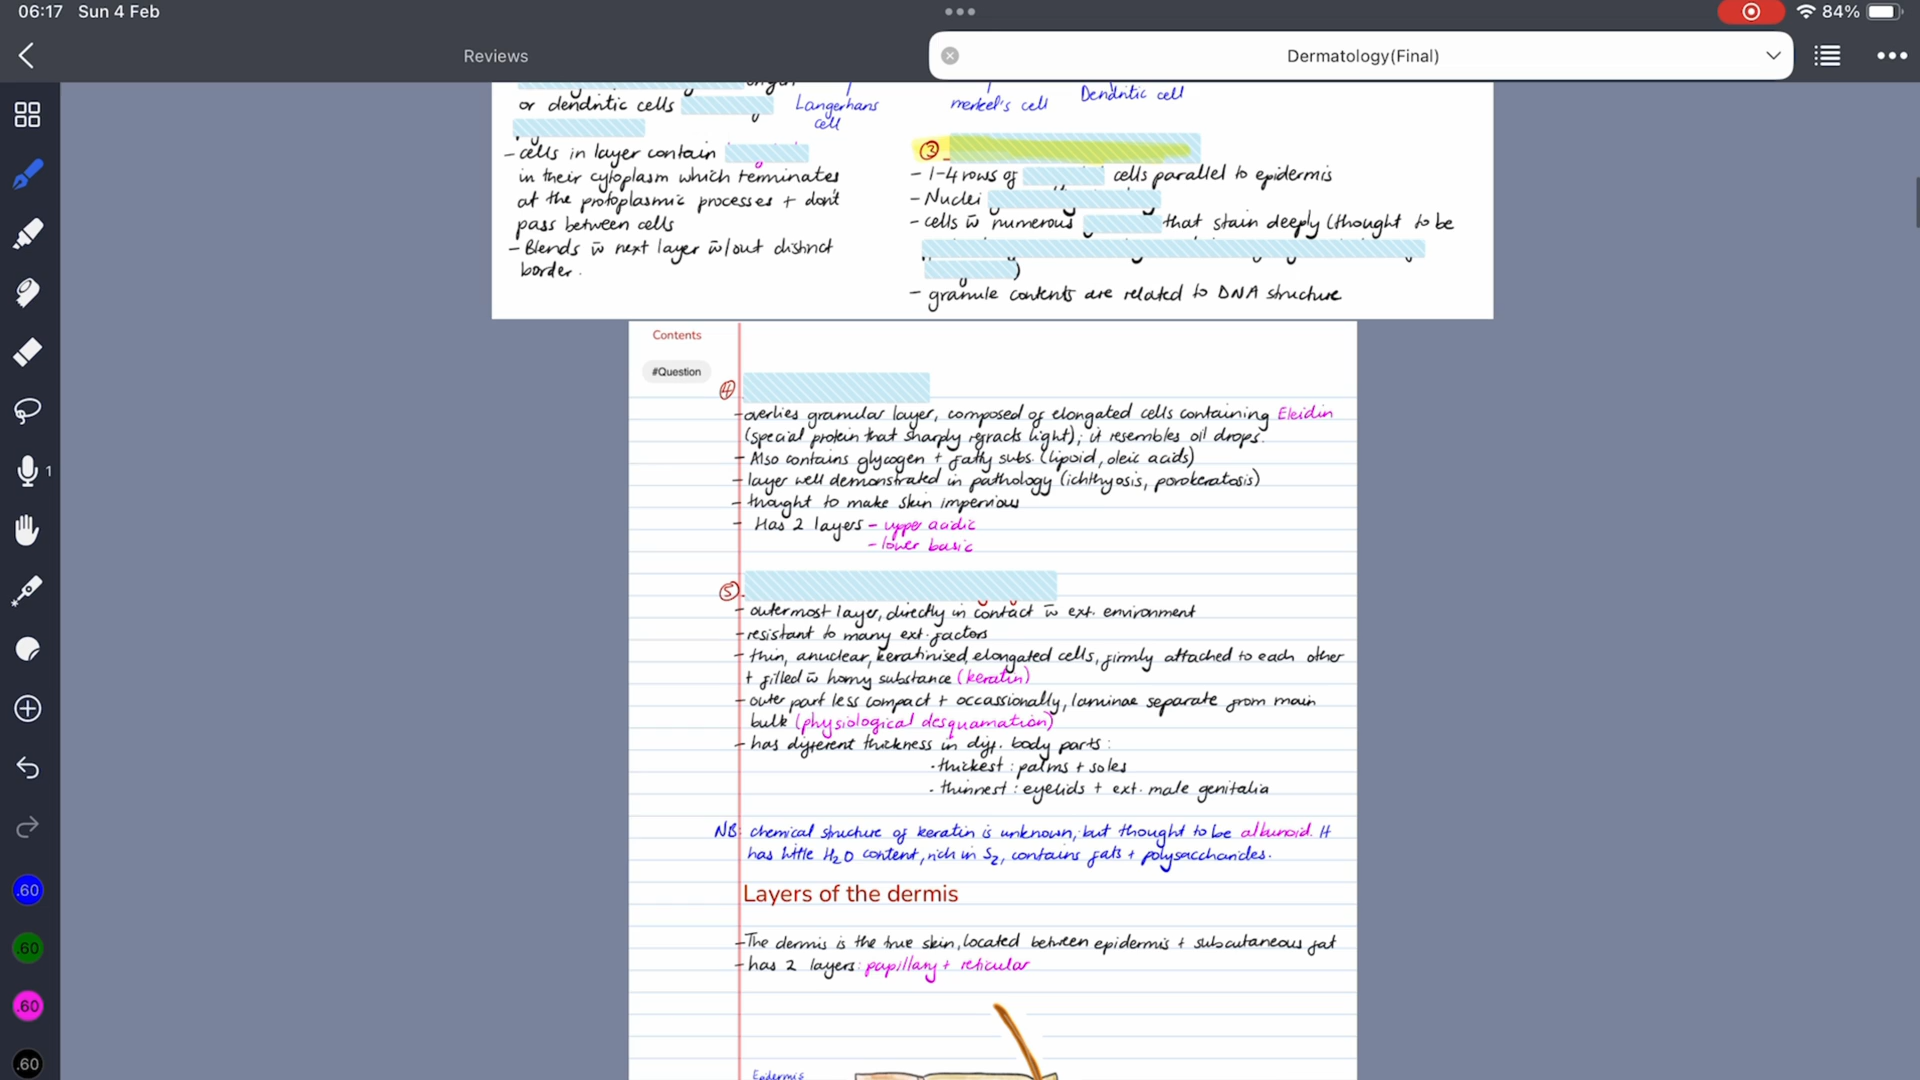 06:17 Sun 4 Feb
84%
Reviews
Dermatology(Final)
or dendritic cells
Langerhans
cell
merkel's cell
Dendritic cell
- cells in layer contain
in their cytoplasm which terminates
at the protoplasmic processes + don't
pass between cells
- Blends w̄ next layer w̄/out distinct
border.
③
- 1-4 rows of cells parallel to epidermis
- Nuclei
- cells w̄ numerous that stain deeply (thought to be
)
- granule contents are related to DNA structure
Contents
#Question
④
- overlies granular layer, composed of elongated cells containing Eleidin
(special protein that sharply refracts light); it resembles oil drops.
- Also contains glycogen + fatty subs. (lipoid, oleic acids)
- layer well demonstrated in pathology (ichthyosis, porokeratosis)
- thought to make skin impervious
- Has 2 layers - upper acidic
- lower basic
⑤.
- outermost layer, directly in contact w̄ ext. environment
- resistant to many ext. factors
- thin, anuclear, keratinised, elongated cells, firmly attached to each other
+ filled w̄ horny substance (keratin)
- outer part less compact + occassionally, laminae separate from main
bulk (physiological desquamation)
- has different thickness in diff. body parts:
· thickest : palms + soles
· thinnest : eyelids + ext. male genitalia
NB: chemical structure of keratin is unknown, but thought to be albunoid. It
has little H₂O content, rich in S₂, contains fats + polysaccharides.
Layers of the dermis
- The dermis is the true skin, located between epidermis + subcutaneous fat
- has 2 layers: papillary + reticular
Epidermis
1
.60
.60
.60
.60